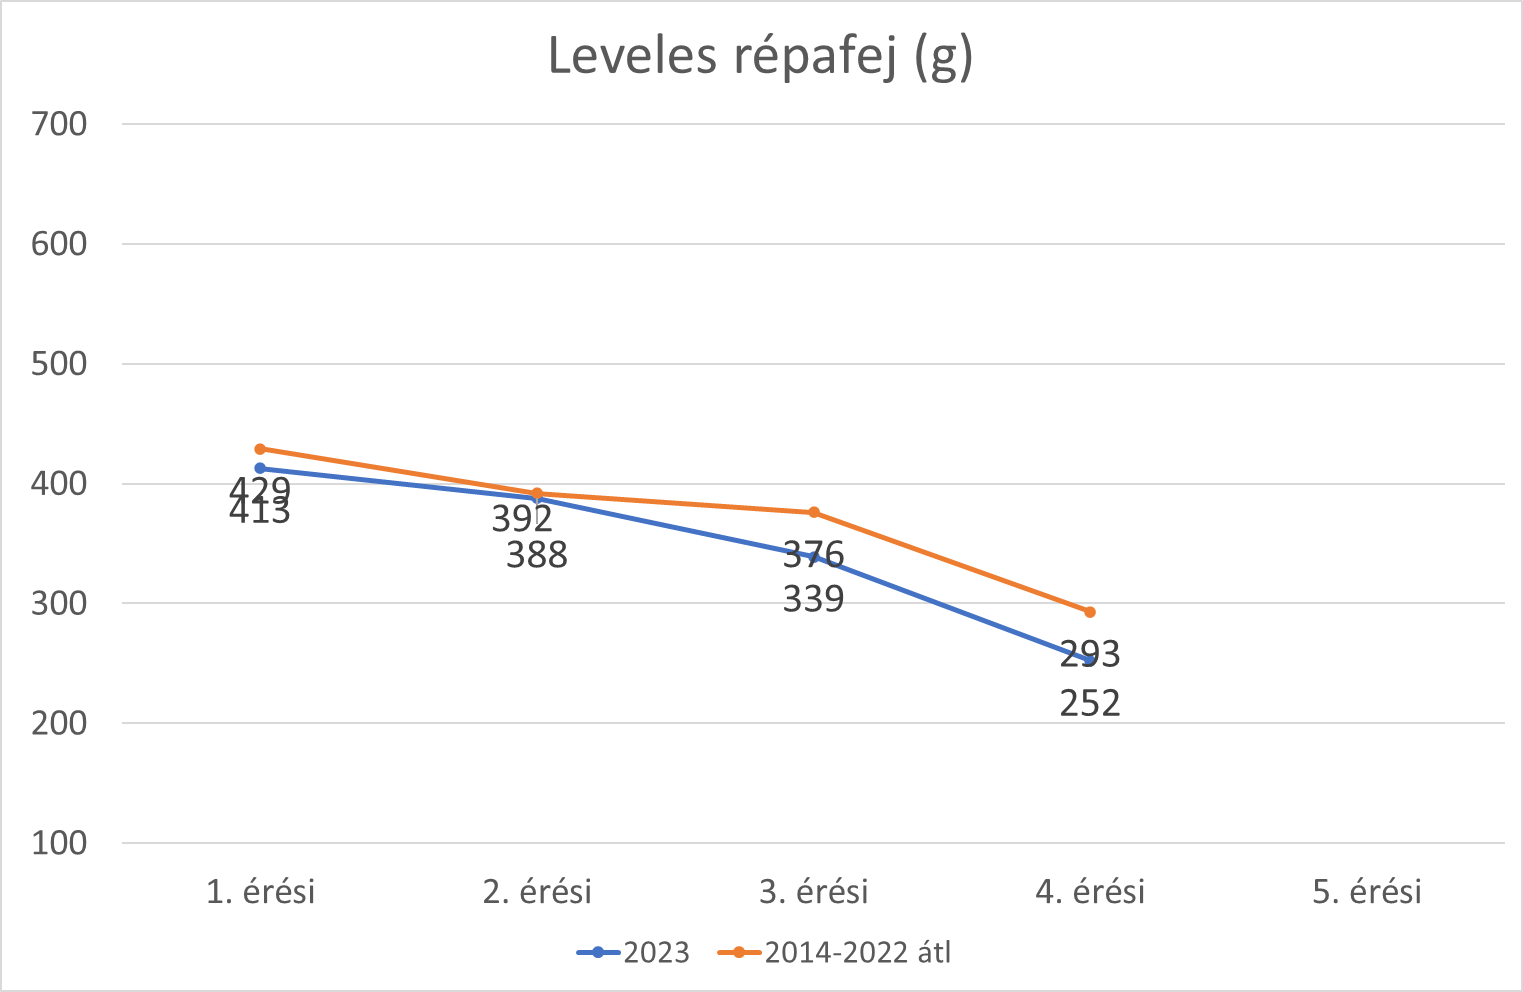 Leveles répafej (g)
700
600
500
400
300
200
100
429
413
392
388
376
339
293
252
1. érési
2. érési
3. érési
4. érési
5. érési
2023
2014-2022 átl